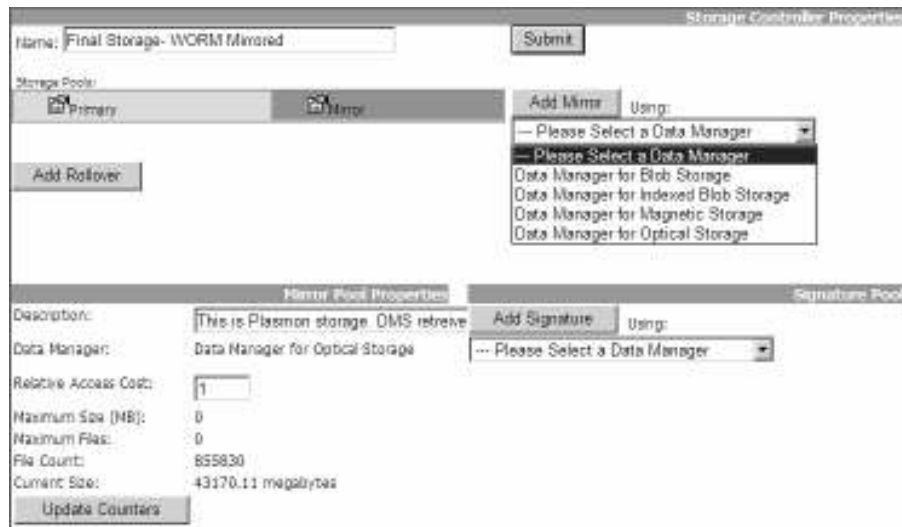 Storage Controller Properties
Name: Final Storage- WORM Mirrored
Submit
Storage Pools:
Primary
Mirror
Add Mirror Using:
--- Please Select a Data Manager
--- Please Select a Data Manager
Data Manager for Blob Storage
Data Manager for Indexed Blob Storage
Data Manager for Magnetic Storage
Data Manager for Optical Storage
Add Rollover
Mirror Pool Properties
Signature Pool
Description: This is Plasmon storage. DMS retreive
Add Signature Using:
--- Please Select a Data Manager
Data Manager: Data Manager for Optical Storage
Relative Access Cost: 1
Maximum Size (MB): 0
Maximum Files: 0
File Count: 855830
Current Size: 43170.11 megabytes
Update Counters